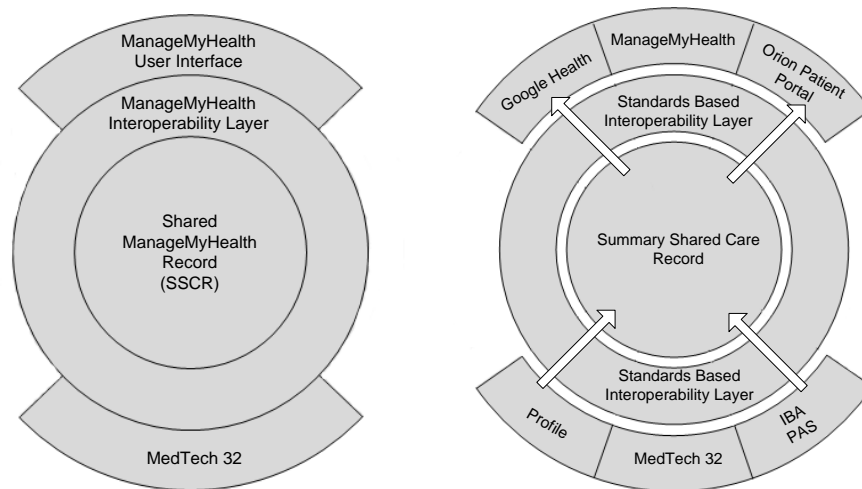 ManageMyHealth
User Interface
ManageMyHealth
Interoperability Layer
Shared
ManageMyHealth
Record
(SSCR)
MedTech 32
Google Health
ManageMyHealth
Orion Patient
Portal
Standards Based
Interoperability Layer
Summary Shared Care
Record
Standards Based
Interoperability Layer
Profile
MedTech 32
IBA
PAS